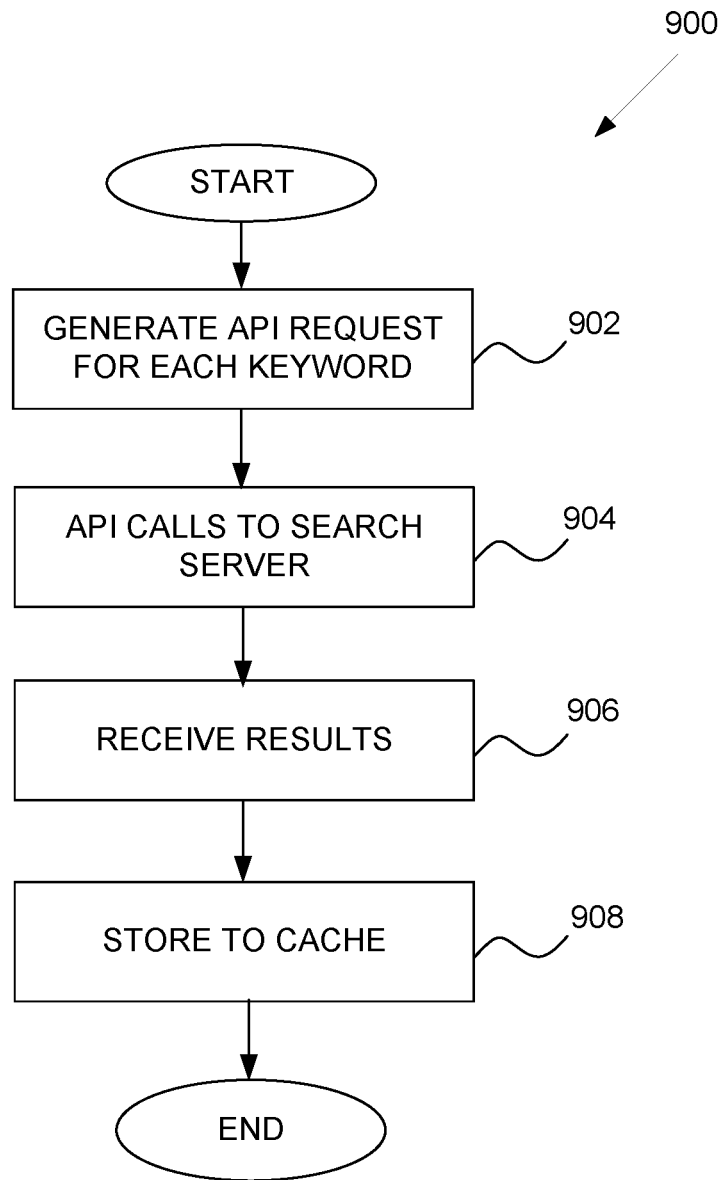 900
START
GENERATE API REQUEST
FOR EACH KEYWORD
902
API CALLS TO SEARCH
SERVER
904
RECEIVE RESULTS
906
STORE TO CACHE
908
END